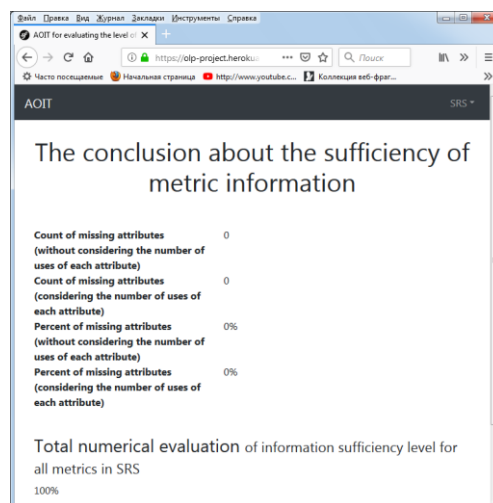 Файл Правка Вид Журнал Закладки Инструменты Справка
AOIT for evaluating the level of
https://olp-project.heroku
Поиск
Часто посещаемые Начальная страница http://www.youtube.c... Коллекция веб-фраг...
AOIT SRS
The conclusion about the sufficiency of
metric information
Count of missing attributes 0
(without considering the number of
uses of each attribute)
Count of missing attributes 0
(considering the number of uses of
each attribute)
Percent of missing attributes 0%
(without considering the number of
uses of each attribute)
Percent of missing attributes 0%
(considering the number of uses of
each attribute)
Total numerical evaluation of information sufficiency level for
all metrics in SRS
100%